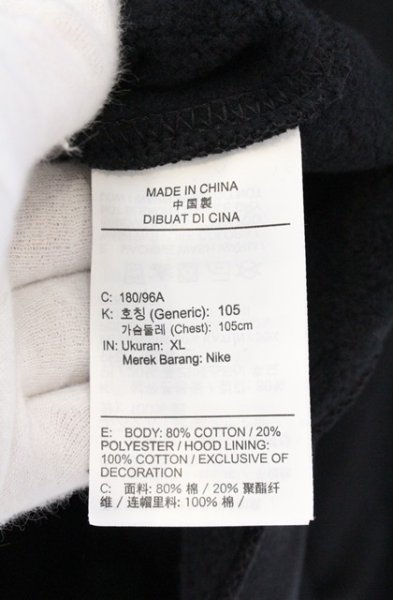 MADE IN CHINA
中国製
DIBUAT DI CINA
C: 180/96A
K: 호칭 (Generic): 105
가슴둘레 (Chest): 105cm
IN: Ukuran: XL
Merek Barang: Nike
E: BODY: 80% COTTON / 20%
POLYESTER / HOOD LINING:
100% COTTON / EXCLUSIVE OF
DECORATION
C: 面料: 80% 棉 / 20% 聚酯纤
维 / 连帽里料: 100% 棉 /